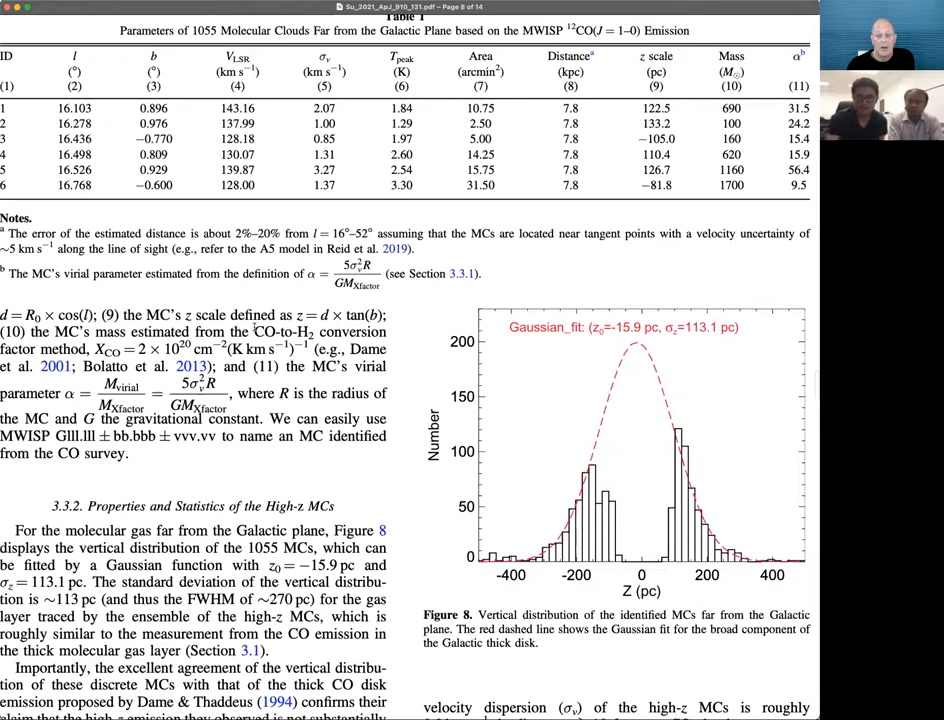 Su_2021_ApJ_910_131.pdf – Page 8 of 14
Table 1
Parameters of 1055 Molecular Clouds Far from the Galactic Plane based on the MWISP ¹²CO(J = 1–0) Emission
ID l b V_LSR σ_v T_peak Area Distanceᵃ z scale Mass αᵇ
(°) (°) (km s⁻¹) (km s⁻¹) (K) (arcmin²) (kpc) (pc) (M⊙)
(1) (2) (3) (4) (5) (6) (7) (8) (9) (10) (11)
1 16.103 0.896 143.16 2.07 1.84 10.75 7.8 122.5 690 31.5
2 16.278 0.976 137.99 1.00 1.29 2.50 7.8 133.2 100 24.2
3 16.436 −0.770 128.18 0.85 1.97 5.00 7.8 −105.0 160 15.4
4 16.498 0.809 130.07 1.31 2.60 14.25 7.8 110.4 620 15.9
5 16.526 0.929 139.87 3.27 2.54 15.75 7.8 126.7 1160 56.4
6 16.768 −0.600 128.00 1.37 3.30 31.50 7.8 −81.8 1700 9.5
Notes.
ᵃ The error of the estimated distance is about 2%–20% from l = 16°–52° assuming that the MCs are located near tangent points with a velocity uncertainty of
∼5 km s⁻¹ along the line of sight (e.g., refer to the A5 model in Reid et al. 2019).
ᵇ The MC's virial parameter estimated from the definition of α = 5σ_v²R / GM_Xfactor (see Section 3.3.1).
d = R₀ × cos(l); (9) the MC's z scale defined as z = d × tan(b);
(10) the MC's mass estimated from the CO-to-H₂ conversion
factor method, X_CO = 2 × 10²⁰ cm⁻²(K km s⁻¹)⁻¹ (e.g., Dame
et al. 2001; Bolatto et al. 2013); and (11) the MC's virial
parameter α = M_virial / M_Xfactor = 5σ_v²R / GM_Xfactor, where R is the radius of
the MC and G the gravitational constant. We can easily use
MWISP Glll.lll ± bb.bbb ± vvv.vv to name an MC identified
from the CO survey.
3.3.2. Properties and Statistics of the High-z MCs
For the molecular gas far from the Galactic plane, Figure 8
displays the vertical distribution of the 1055 MCs, which can
be fitted by a Gaussian function with z₀ = −15.9 pc and
σ_z = 113.1 pc. The standard deviation of the vertical distribu-
tion is ∼113 pc (and thus the FWHM of ∼270 pc) for the gas
layer traced by the ensemble of the high-z MCs, which is
roughly similar to the measurement from the CO emission in
the thick molecular gas layer (Section 3.1).
Importantly, the excellent agreement of the vertical distribu-
tion of these discrete MCs with that of the thick CO disk
emission proposed by Dame & Thaddeus (1994) confirms their
claim that the high-z emission they observed is not substantially
Gaussian_fit: (z₀=-15.9 pc, σ_z=113.1 pc)
200
150
100
50
0
Number
-400 -200 0 200 400
Z (pc)
Figure 8. Vertical distribution of the identified MCs far from the Galactic
plane. The red dashed line shows the Gaussian fit for the broad component of
the Galactic thick disk.
velocity dispersion (σ_v) of the high-z MCs is roughly